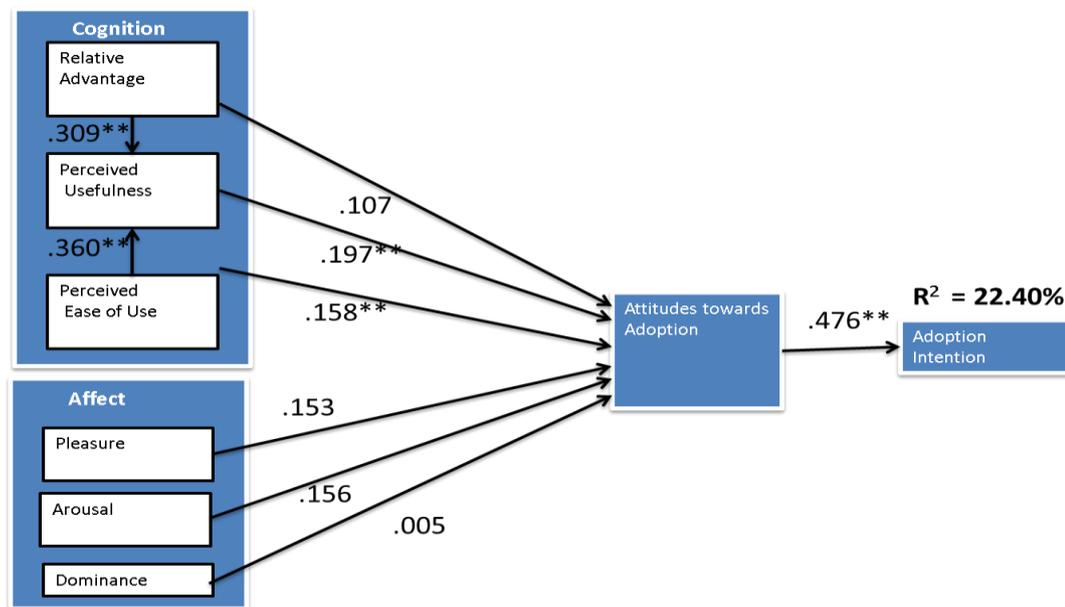 Cognition
Relative
Advantage
.309**
Perceived
Usefulness
.360**
Perceived
Ease of Use
.107
.197**
.158**
Attitudes towards
Adoption
.476**
R² = 22.40%
Adoption
Intention
Affect
Pleasure
Arousal
Dominance
.153
.156
.005